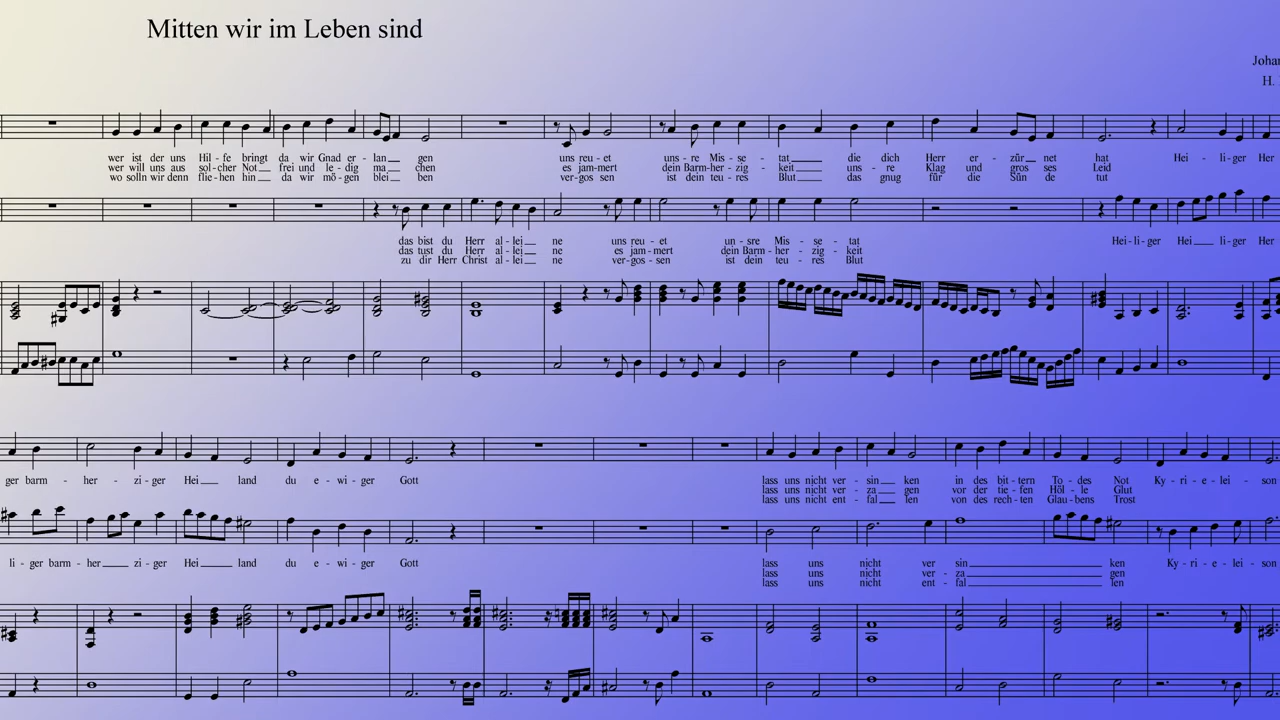 Mitten wir im Leben sind
Johan
H.
wer ist der uns Hil - fe bringt da wir Gnad er - lan gen uns reu - et uns - re Mis - se - tat die dich Herr er - zür net hat Hei - li - ger Her
wer will uns aus sol - cher Not frei und le - dig ma chen es jam - mert dein Barm - her - zig - keit uns - re Klag und gros ses Leid
wo solln wir denn flie - hen hin da wir mö - gen blei ben ver - gos sen ist dein teu - res Blut das gnug für die Sün de tut
das bist du Herr al - lei ne uns reu - et un - sre Mis - se - tat Hei - li - ger Hei li - ger Her
das tust du Herr al - lei ne es jam - mert dein Barm - her - zig - keit
zu dir Herr Christ al - lei ne ver - gos - sen ist dein teu - res Blut
ger barm - her - zi - ger Hei land du e - wi - ger Gott lass uns nicht ver - sin ken in des bit - tern To - des Not Ky - ri - e - lei - son
lass uns nicht ver - za gen vor der tie - fen Höl - le Glut
lass uns nicht ent - fal len von des rech - ten Glau - bens Trost
li - ger barm - her zi - ger Hei land du e - wi - ger Gott lass uns nicht ver sin ken Ky - ri - e - lei - son
lass uns nicht ver - za gen
lass uns nicht ent - fal len